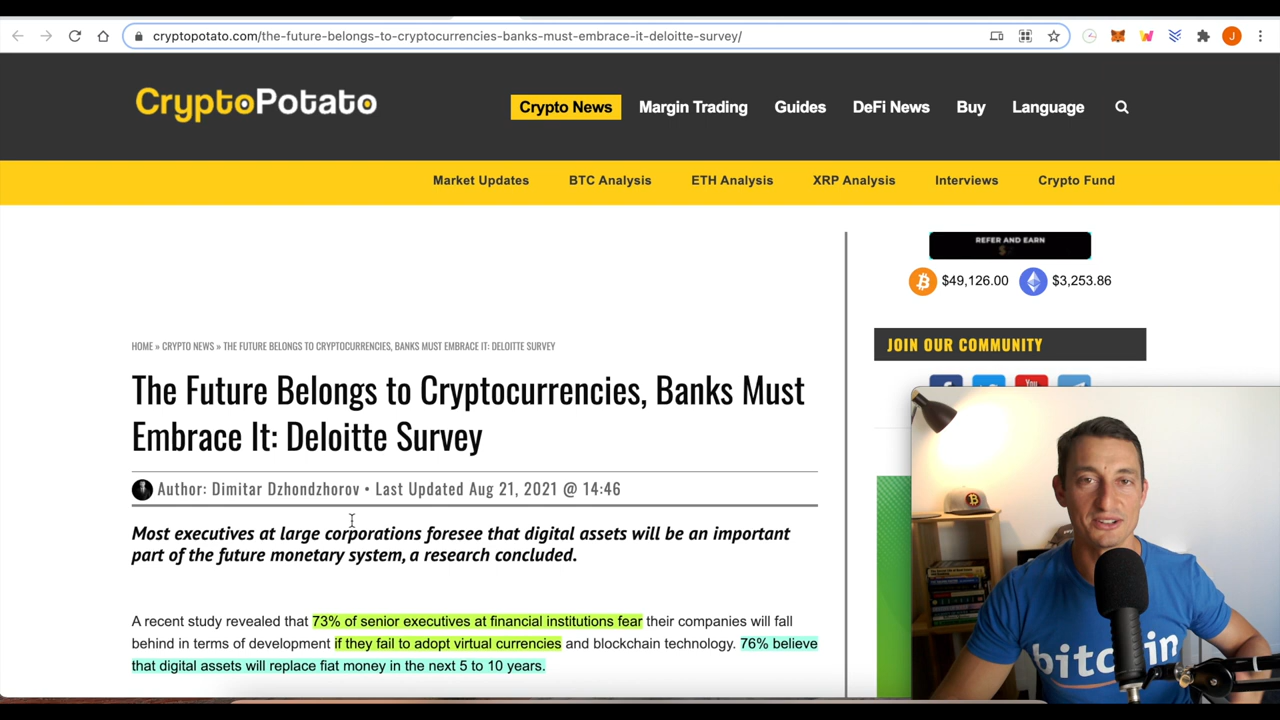 cryptopotato.com/the-future-belongs-to-cryptocurrencies-banks-must-embrace-it-deloitte-survey/
J
CryptoPotato
Crypto News Margin Trading Guides DeFi News Buy Language
Market Updates BTC Analysis ETH Analysis XRP Analysis Interviews Crypto Fund
REFER AND EARN
$49,126.00 $3,253.86
JOIN OUR COMMUNITY
You
HOME » CRYPTO NEWS » THE FUTURE BELONGS TO CRYPTOCURRENCIES, BANKS MUST EMBRACE IT: DELOITTE SURVEY
The Future Belongs to Cryptocurrencies, Banks Must
Embrace It: Deloitte Survey
Author: Dimitar Dzhondzhorov • Last Updated Aug 21, 2021 @ 14:46
Most executives at large corporations foresee that digital assets will be an important
part of the future monetary system, a research concluded.
A recent study revealed that 73% of senior executives at financial institutions fear their companies will fall
behind in terms of development if they fail to adopt virtual currencies and blockchain technology. 76% believe
that digital assets will replace fiat money in the next 5 to 10 years.
bitcoin